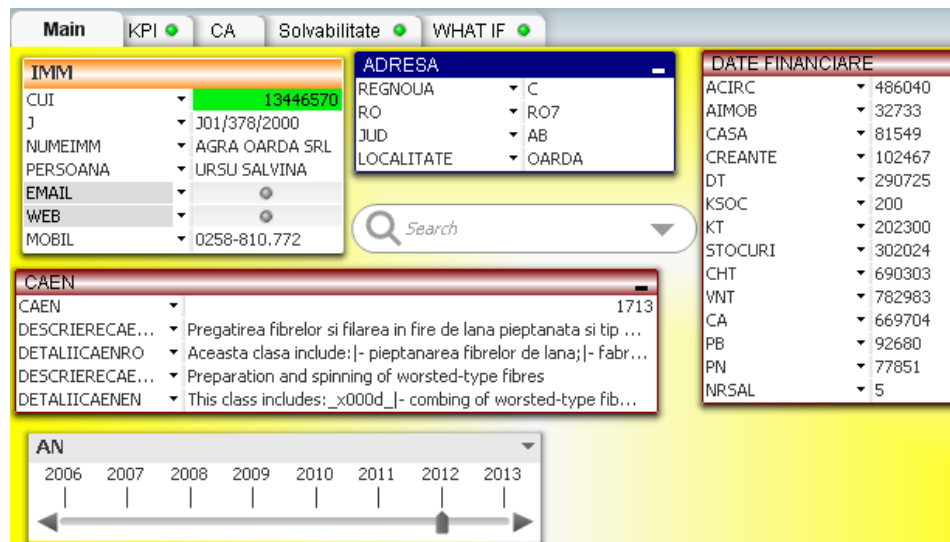 Main KPI CA Solvabilitate WHAT IF
IMM
CUI 13446570
J J01/378/2000
NUMEIMM AGRA OARDA SRL
PERSOANA URSU SALVINA
EMAIL
WEB
MOBIL 0258-810.772
ADRESA
REGNOUA C
RO RO7
JUD AB
LOCALITATE OARDA
Search
DATE FINANCIARE
ACIRC 486040
AIMOB 32733
CASA 81549
CREANTE 102467
DT 290725
KSOC 200
KT 202300
STOCURI 302024
CHT 690303
VNT 782983
CA 669704
PB 92680
PN 77851
NRSAL 5
CAEN
CAEN 1713
DESCRIERECAE... Pregatirea fibrelor si filarea in fire de lana pieptanata si tip ...
DETALIICAENRO Aceasta clasa include:|- pieptanarea fibrelor de lana;|- fabr...
DESCRIERECAE... Preparation and spinning of worsted-type fibres
DETALIICAENEN This class includes:_x000d_|- combing of worsted-type fib...
AN
2006 2007 2008 2009 2010 2011 2012 2013